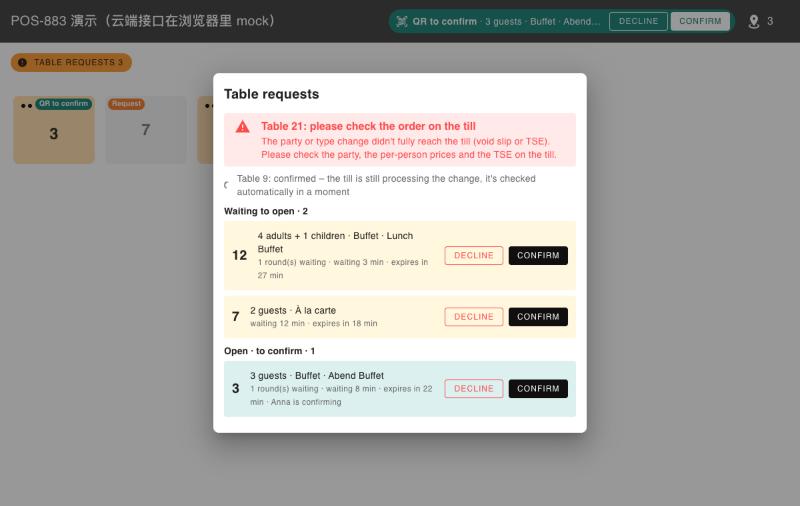 POS-883 演示（云端接口在浏览器里 mock）
QR to confirm · 3 guests · Buffet · Abend...
DECLINE
CONFIRM
3
TABLE REQUESTS 3
QR to confirm
3
Request
7
Table requests
Table 21: please check the order on the till
The party or type change didn't fully reach the till (void slip or TSE).
Please check the party, the per-person prices and the TSE on the till.
Table 9: confirmed – the till is still processing the change, it's checked
automatically in a moment
Waiting to open · 2
12
4 adults + 1 children · Buffet · Lunch
Buffet
1 round(s) waiting · waiting 3 min · expires in
27 min
DECLINE
CONFIRM
7
2 guests · À la carte
waiting 12 min · expires in 18 min
DECLINE
CONFIRM
Open · to confirm · 1
3
3 guests · Buffet · Abend Buffet
1 round(s) waiting · waiting 8 min · expires in 22
min · Anna is confirming
DECLINE
CONFIRM